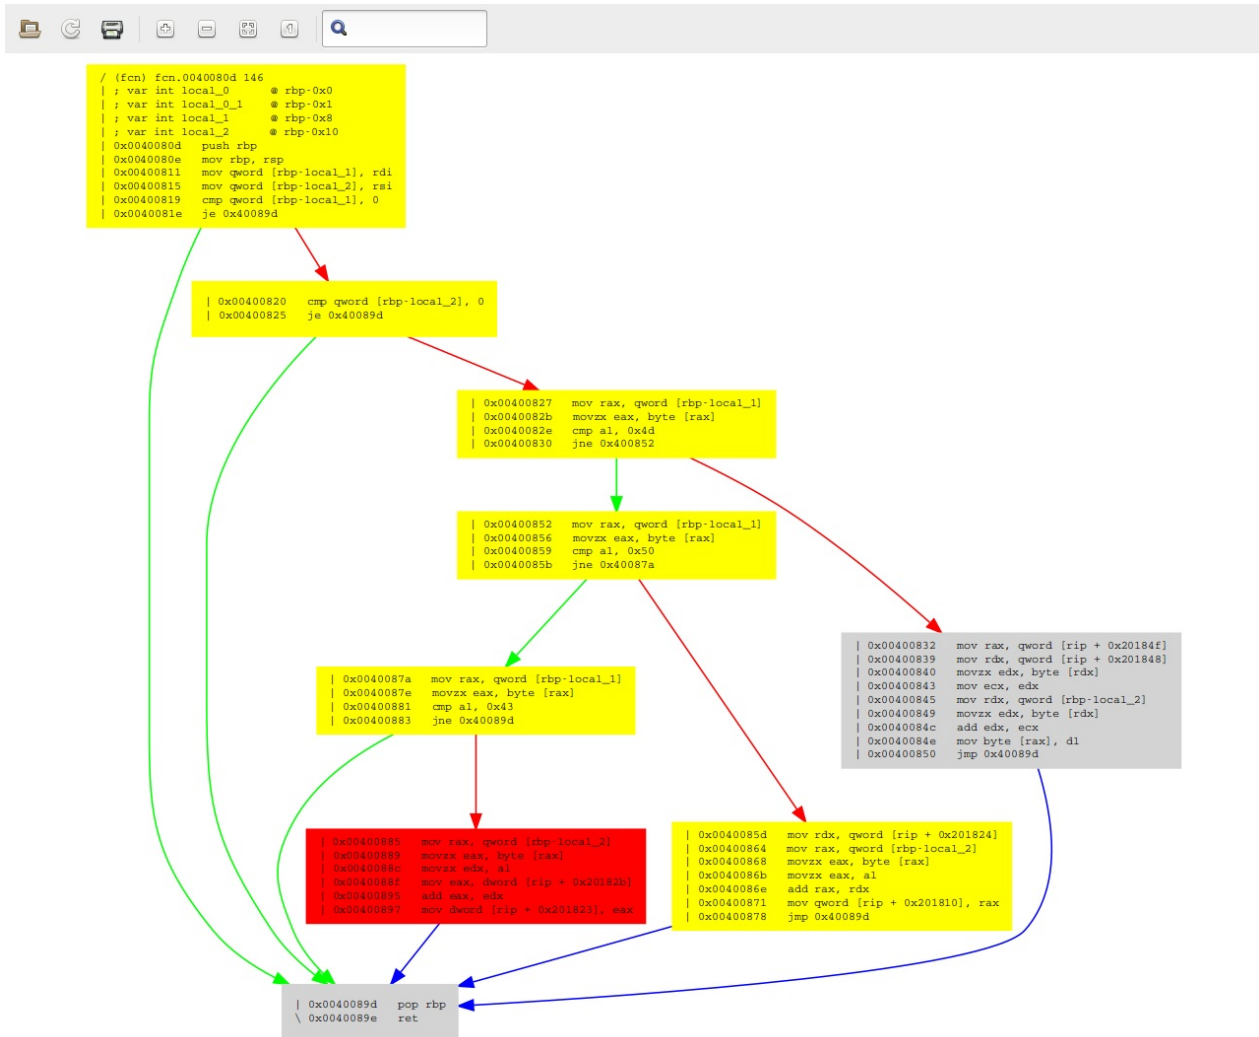 / (fcn) fcn.0040080d 146
| ; var int local_0 @ rbp-0x0
| ; var int local_0_1 @ rbp-0x1
| ; var int local_1 @ rbp-0x8
| ; var int local_2 @ rbp-0x10
| 0x0040080d push rbp
| 0x0040080e mov rbp, rsp
| 0x00400811 mov qword [rbp-local_1], rdi
| 0x00400815 mov qword [rbp-local_2], rsi
| 0x00400819 cmp qword [rbp-local_1], 0
| 0x0040081e je 0x40089d
| 0x00400820 cmp qword [rbp-local_2], 0
| 0x00400825 je 0x40089d
| 0x00400827 mov rax, qword [rbp-local_1]
| 0x0040082b movzx eax, byte [rax]
| 0x0040082e cmp al, 0x4d
| 0x00400830 jne 0x400852
| 0x00400852 mov rax, qword [rbp-local_1]
| 0x00400856 movzx eax, byte [rax]
| 0x00400859 cmp al, 0x50
| 0x0040085b jne 0x40087a
| 0x00400832 mov rax, qword [rip + 0x20184f]
| 0x00400839 mov rdx, qword [rip + 0x201848]
| 0x00400840 movzx edx, byte [rdx]
| 0x00400843 mov ecx, edx
| 0x00400845 mov rdx, qword [rbp-local_2]
| 0x00400849 movzx edx, byte [rdx]
| 0x0040084c add edx, ecx
| 0x0040084e mov byte [rax], dl
| 0x00400850 jmp 0x40089d
| 0x0040087a mov rax, qword [rbp-local_1]
| 0x0040087e movzx eax, byte [rax]
| 0x00400881 cmp al, 0x43
| 0x00400883 jne 0x40089d
| 0x00400885 mov rax, qword [rbp-local_2]
| 0x00400889 movzx eax, byte [rax]
| 0x0040088c movzx edx, al
| 0x0040088f mov eax, dword [rip + 0x20182b]
| 0x00400895 add eax, edx
| 0x00400897 mov dword [rip + 0x201823], eax
| 0x0040085d mov rdx, qword [rip + 0x201824]
| 0x00400864 mov rax, qword [rbp-local_2]
| 0x00400868 movzx eax, byte [rax]
| 0x0040086b movzx eax, al
| 0x0040086e add rax, rdx
| 0x00400871 mov qword [rip + 0x201810], rax
| 0x00400878 jmp 0x40089d
| 0x0040089d pop rbp
\ 0x0040089e ret